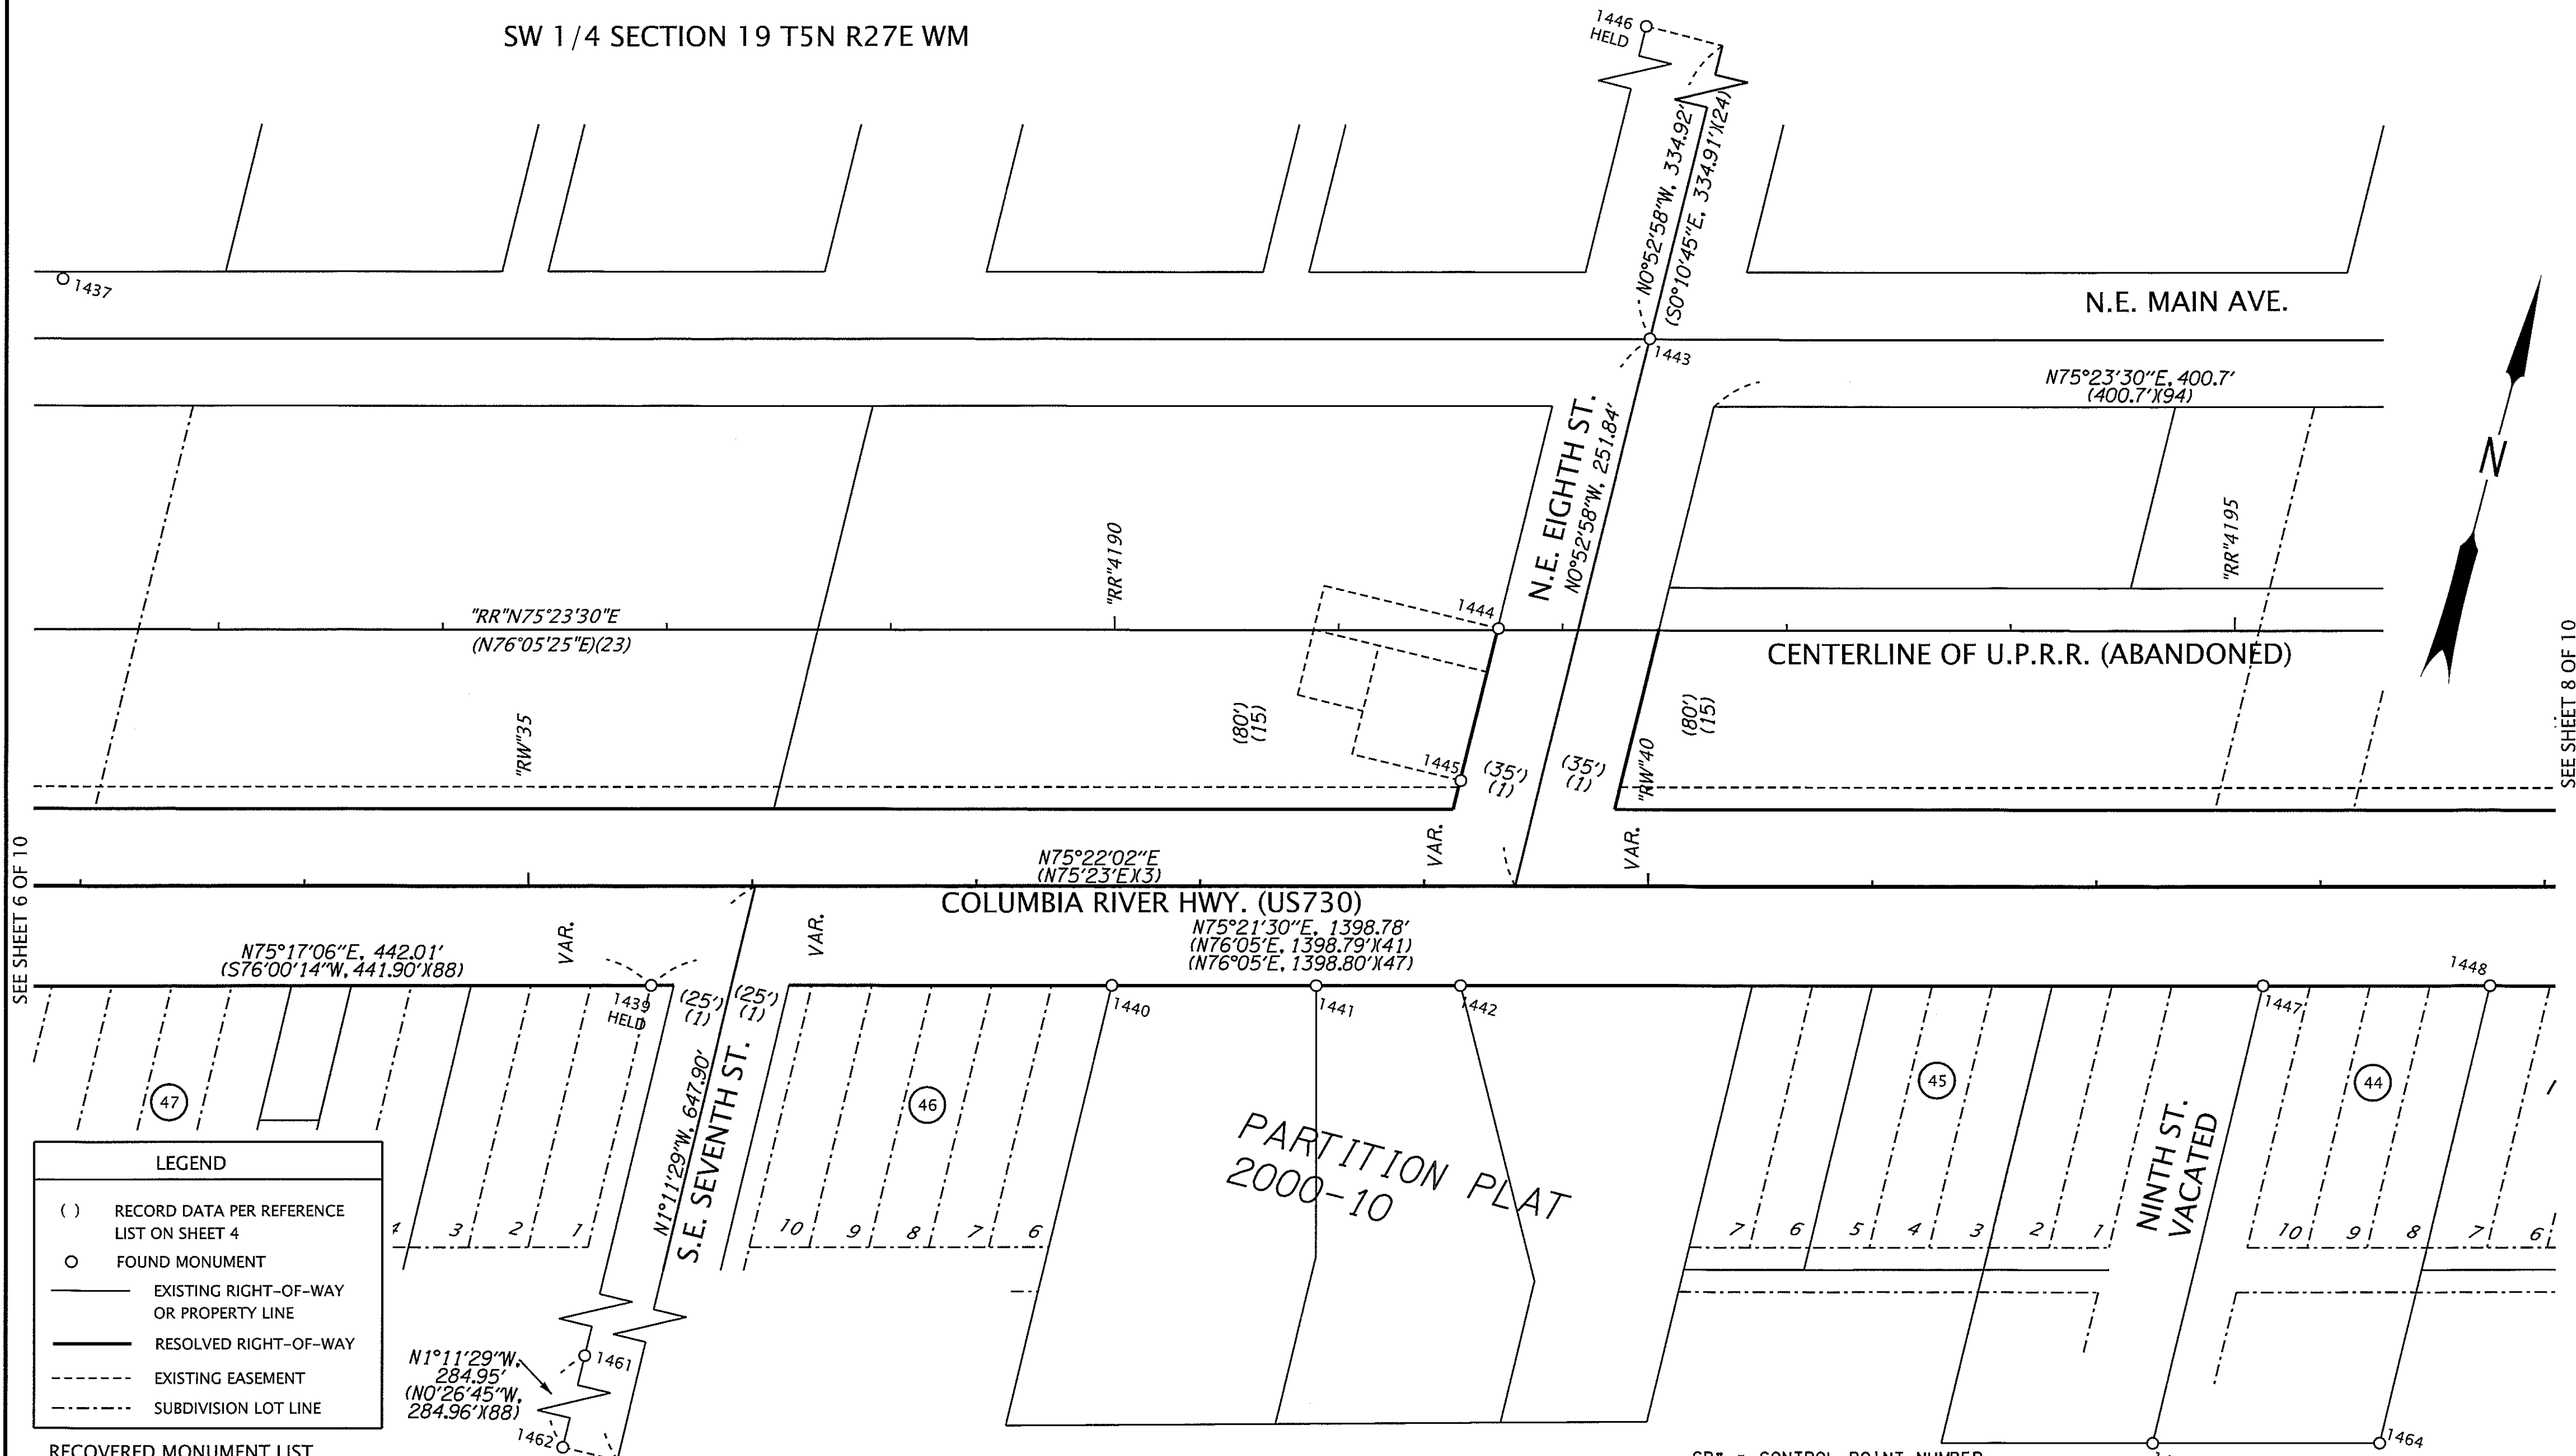 SW 1/4 SECTION 19 T5N R27E WM
1446
HELD
N0°52'58"W, 334.92'
(S0°10'45"E, 334.91')(24)
1437
N.E. MAIN AVE.
1443
N75°23'30"E, 400.7'
(400.7')(94)
N.E. EIGHTH ST.
N0°52'58"W, 251.84'
N
"RR"4190
"RR"4195
1444
"RR"N75°23'30"E
(N76°05'25"E)(23)
CENTERLINE OF U.P.R.R. (ABANDONED)
SEE SHEET 8 OF 10
"RW"35
(80')
(15)
(80')
(15)
1445
(35')
(1)
(35')
(1)
"RW"40
SEE SHEET 6 OF 10
VAR.
VAR.
N75°22'02"E
(N75°23'E)(3)
COLUMBIA RIVER HWY. (US730)
VAR.
VAR.
N75°17'06"E, 442.01'
(S76°00'14"W, 441.90')(88)
N75°21'30"E, 1398.78'
(N76°05'E, 1398.79')(41)
(N76°05'E, 1398.80')(47)
1439
HELD
(25')
(1)
(25')
(1)
1440
1441
1442
1447
1448
47
46
45
44
N1°11'29"W, 647.90'
S.E. SEVENTH ST.
PARTITION PLAT
2000-10
NINTH ST.
VACATED
4 3 2 1
10 9 8 7 6
7 6 5 4 3 2 1
10 9 8 7 6
LEGEND
( ) RECORD DATA PER REFERENCE
LIST ON SHEET 4
FOUND MONUMENT
EXISTING RIGHT-OF-WAY
OR PROPERTY LINE
RESOLVED RIGHT-OF-WAY
EXISTING EASEMENT
SUBDIVISION LOT LINE
N1°11'29"W,
284.95'
(N0°26'45"W,
284.96')(88)
1461
1462
1464
RECOVERED MONUMENT LIST
CONTROL POINT NUMBER